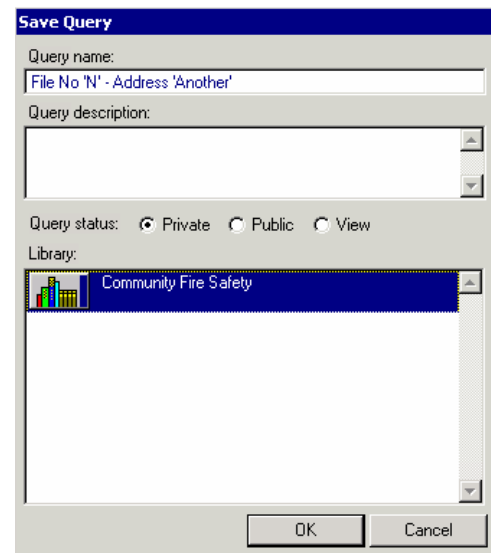 Save Query
Query name:
File No 'N' - Address 'Another'
Query description:
Query status: Private Public View
Library:
Community Fire Safety
OK Cancel